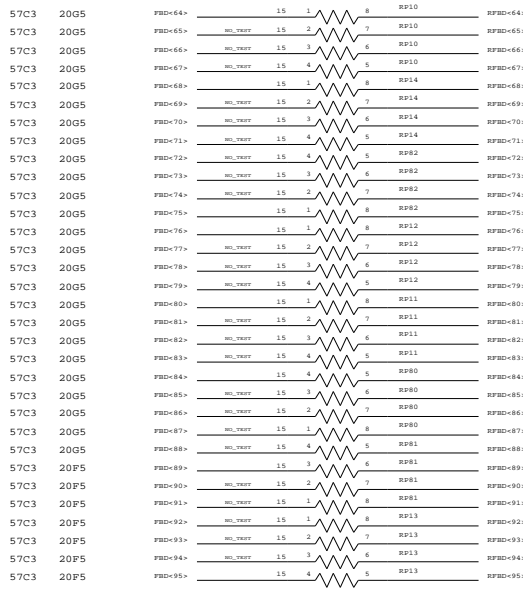 57C3 20G5 FBD<64> 15 1 8 RP10 RFBD<64>
57C3 20G5 FBD<65> NO_TEST 15 2 7 RP10 RFBD<65>
57C3 20G5 FBD<66> NO_TEST 15 3 6 RP10 RFBD<66>
57C3 20G5 FBD<67> NO_TEST 15 4 5 RP10 RFBD<67>
57C3 20G5 FBD<68> 15 1 8 RP14 RFBD<68>
57C3 20G5 FBD<69> NO_TEST 15 2 7 RP14 RFBD<69>
57C3 20G5 FBD<70> NO_TEST 15 3 6 RP14 RFBD<70>
57C3 20G5 FBD<71> NO_TEST 15 4 5 RP14 RFBD<71>
57C3 20G5 FBD<72> NO_TEST 15 4 5 RP82 RFBD<72>
57C3 20G5 FBD<73> NO_TEST 15 3 6 RP82 RFBD<73>
57C3 20G5 FBD<74> NO_TEST 15 2 7 RP82 RFBD<74>
57C3 20G5 FBD<75> 15 1 8 RP82 RFBD<75>
57C3 20G5 FBD<76> 15 1 8 RP12 RFBD<76>
57C3 20G5 FBD<77> NO_TEST 15 2 7 RP12 RFBD<77>
57C3 20G5 FBD<78> NO_TEST 15 3 6 RP12 RFBD<78>
57C3 20G5 FBD<79> NO_TEST 15 4 5 RP12 RFBD<79>
57C3 20G5 FBD<80> 15 1 8 RP11 RFBD<80>
57C3 20G5 FBD<81> NO_TEST 15 2 7 RP11 RFBD<81>
57C3 20G5 FBD<82> NO_TEST 15 3 6 RP11 RFBD<82>
57C3 20G5 FBD<83> NO_TEST 15 4 5 RP11 RFBD<83>
57C3 20G5 FBD<84> 15 4 5 RP80 RFBD<84>
57C3 20G5 FBD<85> NO_TEST 15 3 6 RP80 RFBD<85>
57C3 20G5 FBD<86> NO_TEST 15 2 7 RP80 RFBD<86>
57C3 20G5 FBD<87> NO_TEST 15 1 8 RP80 RFBD<87>
57C3 20G5 FBD<88> NO_TEST 15 4 5 RP81 RFBD<88>
57C3 20F5 FBD<89> 15 3 6 RP81 RFBD<89>
57C3 20F5 FBD<90> NO_TEST 15 2 7 RP81 RFBD<90>
57C3 20F5 FBD<91> NO_TEST 15 1 8 RP81 RFBD<91>
57C3 20F5 FBD<92> NO_TEST 15 1 8 RP13 RFBD<92>
57C3 20F5 FBD<93> NO_TEST 15 2 7 RP13 RFBD<93>
57C3 20F5 FBD<94> NO_TEST 15 3 6 RP13 RFBD<94>
57C3 20F5 FBD<95> 15 4 5 RP13 RFBD<95>